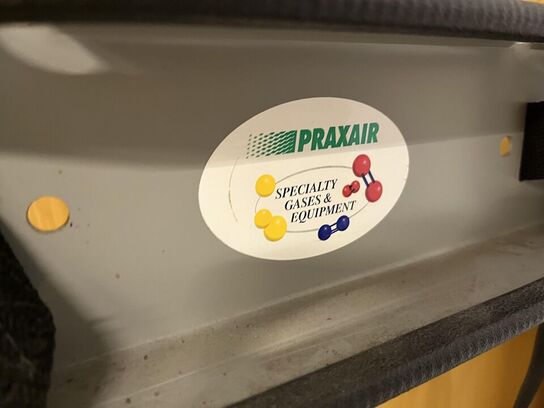 PRAXAIR
SPECIALTY
GASES &
EQUIPMENT